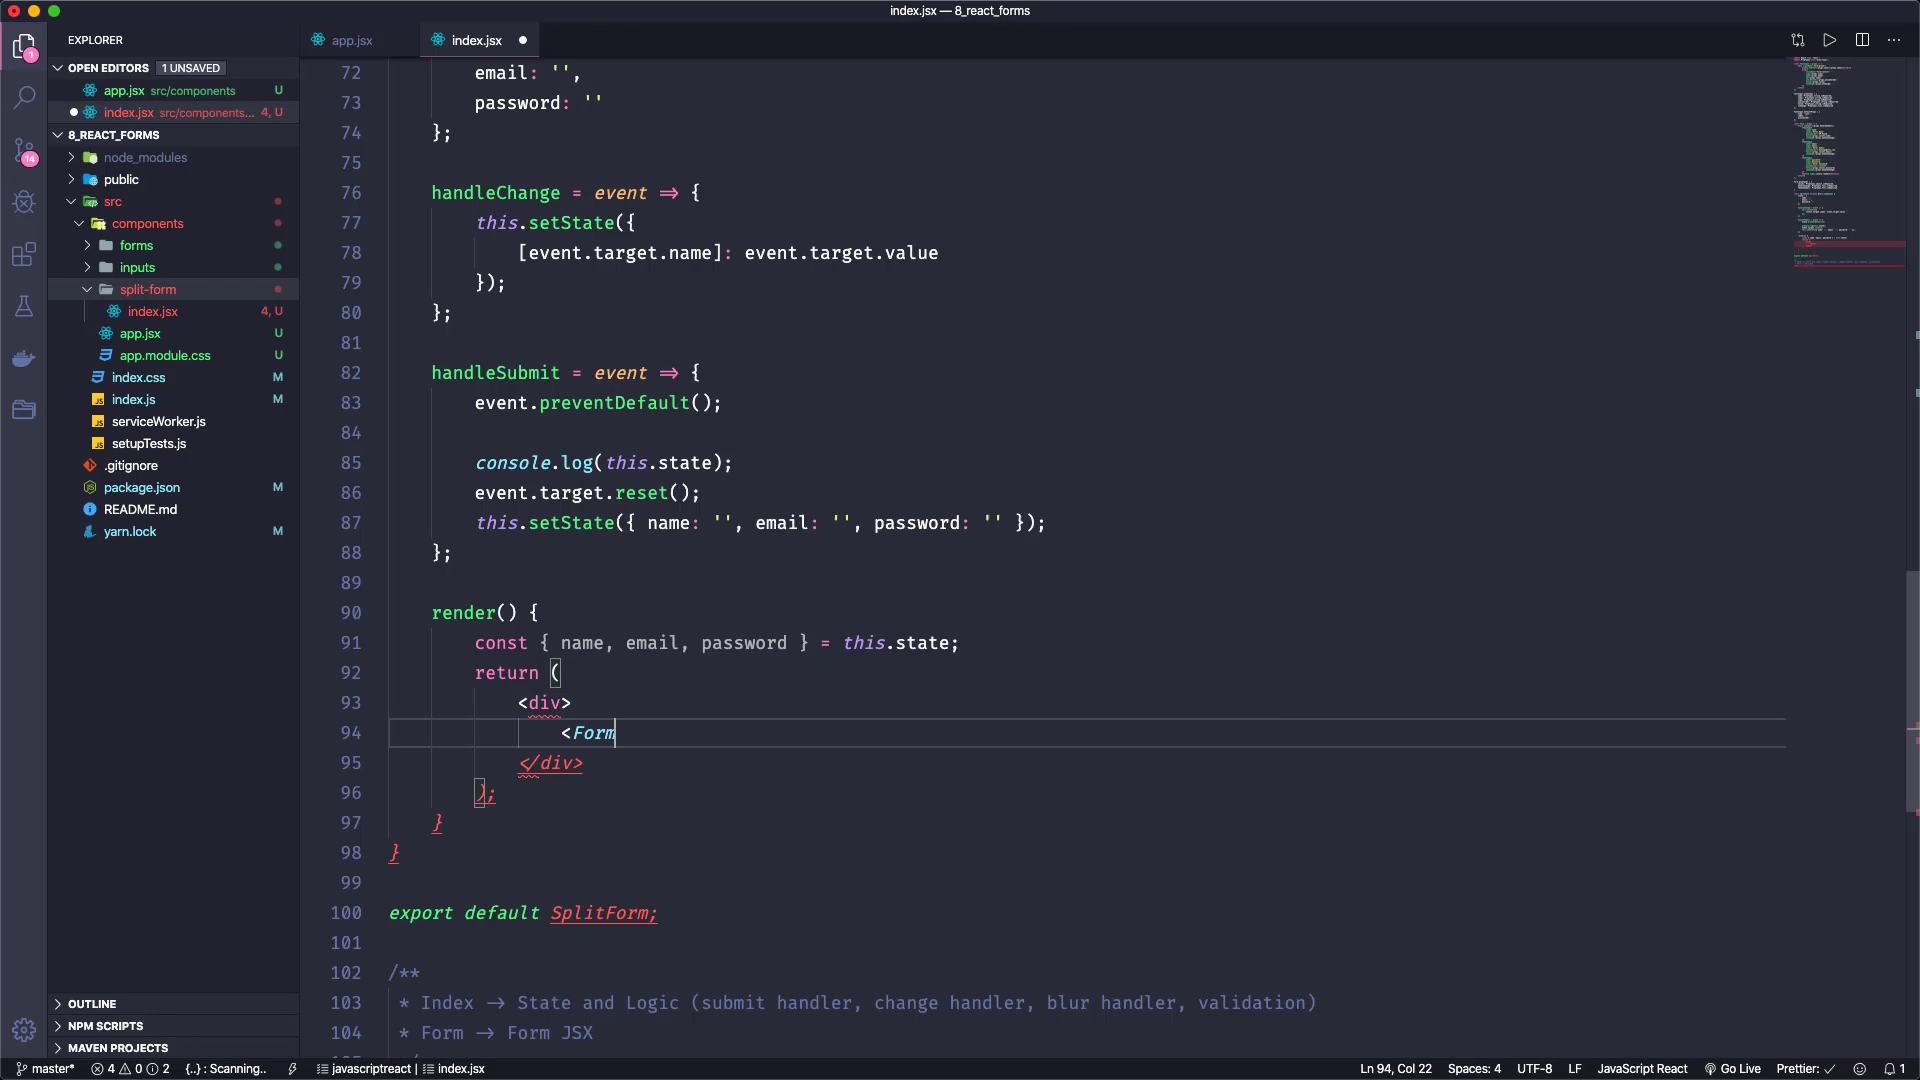 index.jsx — 8_react_forms
EXPLORER
app.jsx
index.jsx
OPEN EDITORS 1 UNSAVED
app.jsx src/components U
index.jsx src/components... 4, U
8_REACT_FORMS
node_modules
public
src
components
forms
inputs
split-form
index.jsx 4, U
app.jsx U
app.module.css U
index.css M
index.js M
serviceWorker.js
setupTests.js
.gitignore
package.json M
README.md
yarn.lock M
OUTLINE
NPM SCRIPTS
MAVEN PROJECTS
1
14
72 email: '',
73 password: ''
74 };
75
76 handleChange = event => {
77 this.setState({
78 [event.target.name]: event.target.value
79 });
80 };
81
82 handleSubmit = event => {
83 event.preventDefault();
84
85 console.log(this.state);
86 event.target.reset();
87 this.setState({ name: '', email: '', password: '' });
88 };
89
90 render() {
91 const { name, email, password } = this.state;
92 return (
93 <div>
94 <Form
95 </div>
96 );
97 }
98 }
99
100 export default SplitForm;
101
102 /**
103 * Index -> State and Logic (submit handler, change handler, blur handler, validation)
104 * Form -> Form JSX
master* 4 0 2 {..} : Scanning.. javascriptreact | index.jsx Ln 94, Col 22 Spaces: 4 UTF-8 LF JavaScript React Go Live Prettier: ✓ 1